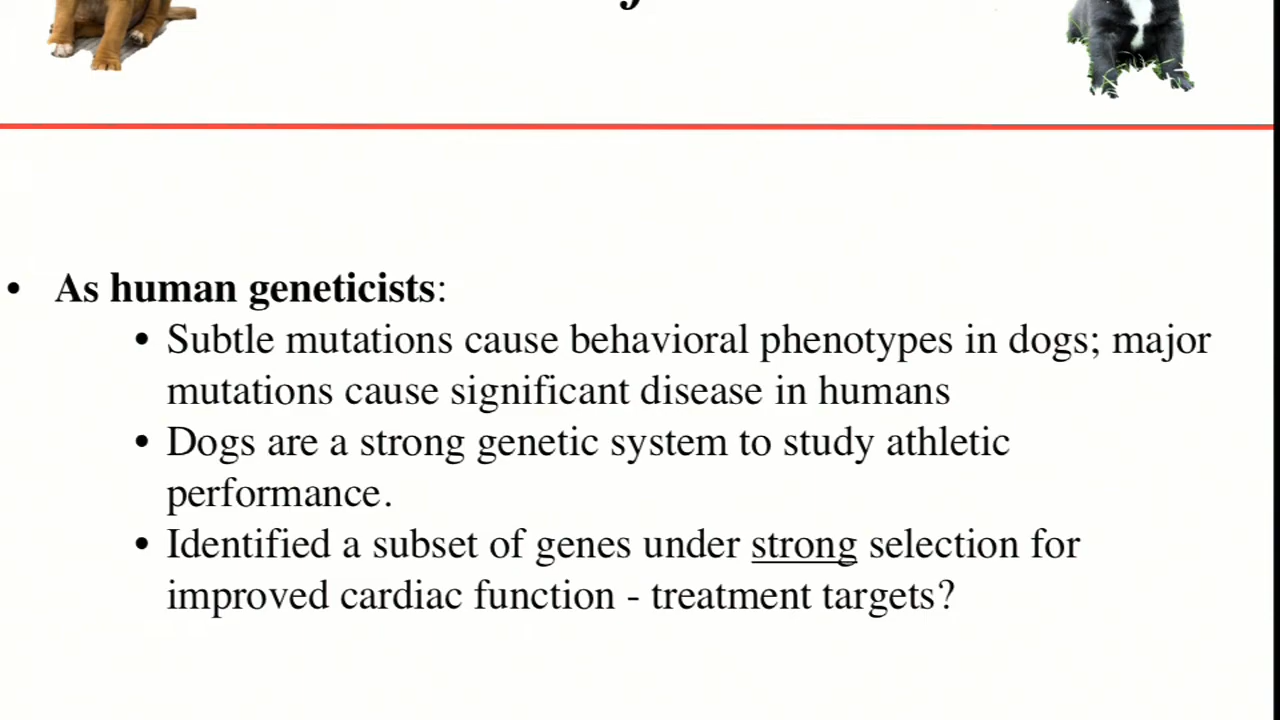 • As human geneticists:
• Subtle mutations cause behavioral phenotypes in dogs; major
mutations cause significant disease in humans
• Dogs are a strong genetic system to study athletic
performance.
• Identified a subset of genes under strong selection for
improved cardiac function - treatment targets?